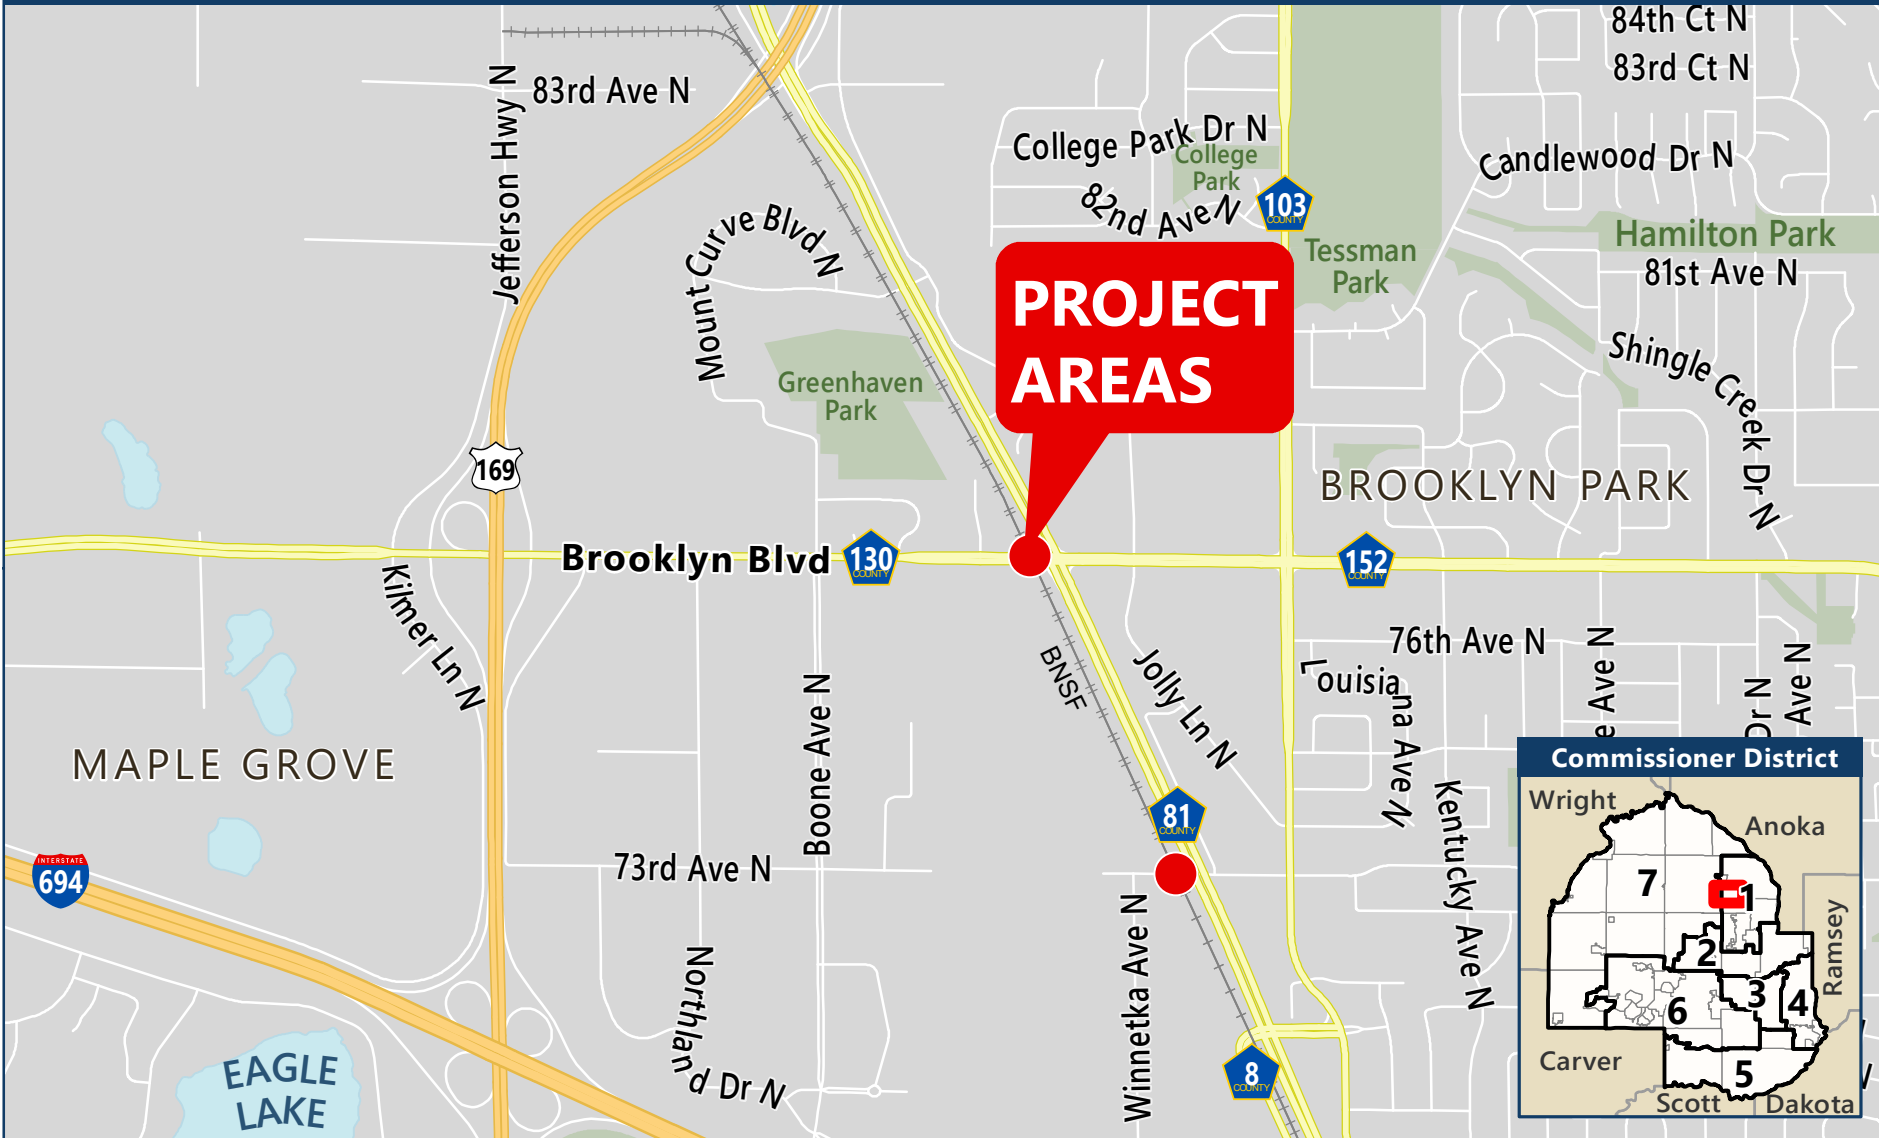 84th Ct N
83rd Ct N
83rd Ave N
Jefferson Hwy N
College Park Dr N
College
Park
82nd Ave N
103
COUNTY
Candlewood Dr N
Hamilton Park
81st Ave N
Tessman
Park
Mount Curve Blvd N
PROJECT
AREAS
Shingle Creek Dr N
Greenhaven
Park
169
BROOKLYN PARK
Brooklyn Blvd
130
COUNTY
152
COUNTY
Kilmer Ln N
76th Ave N
BNSF
Jolly Ln N
Louisiana Ave N
e Ave N
Dr N
Ave N
Boone Ave N
MAPLE GROVE
Kentucky Ave N
81
COUNTY
73rd Ave N
INTERSTATE
694
Winnetka Ave N
Northland Dr N
8
COUNTY
EAGLE
LAKE
Commissioner District
Wright
Anoka
7
1
2
Ramsey
3
4
6
Carver
5
Scott
Dakota